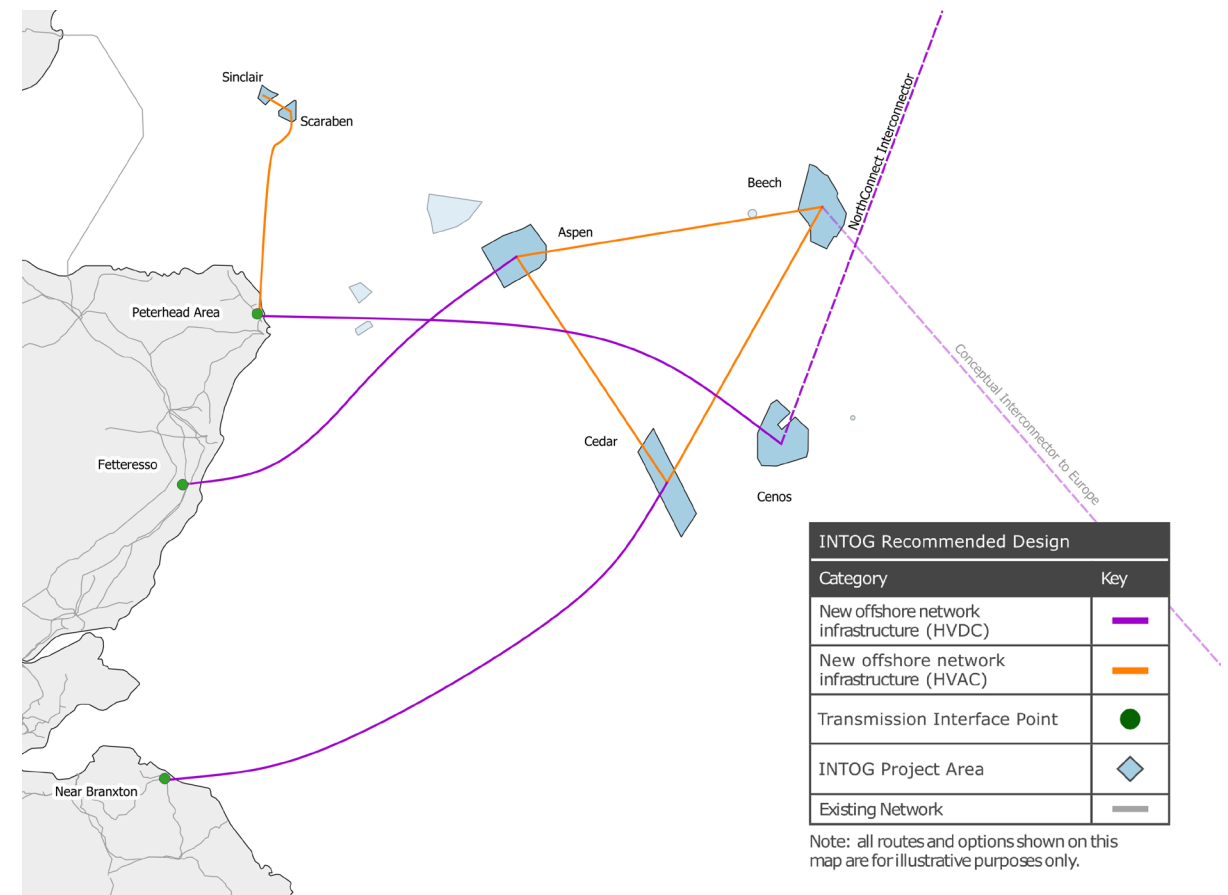 Sinclair
Scaraben
NorthConnect Interconnector
Beech
Aspen
Peterhead Area
Conceptual Interconnector to Europe
Cedar
Fetteresso
Cenos
INTOG Recommended Design
Category Key
New offshore network
infrastructure (HVDC)
New offshore network
infrastructure (HVAC)
Transmission Interface Point
INTOG Project Area
Near Branxton
Existing Network
Note: all routes and options shown on this
map are for illustrative purposes only.